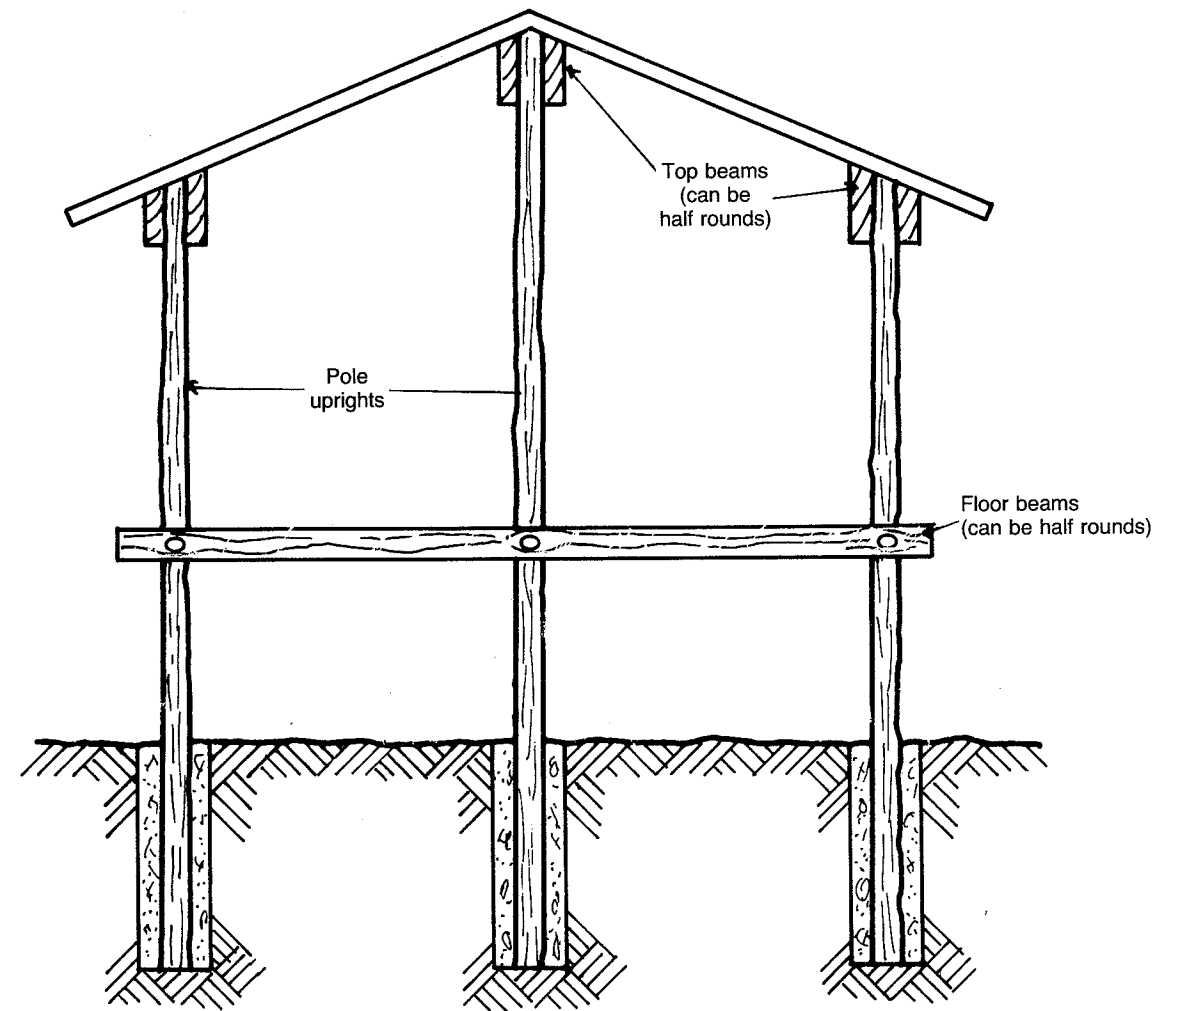 Top beams
(can be
half rounds)
Pole
uprights
Floor beams
(can be half rounds)